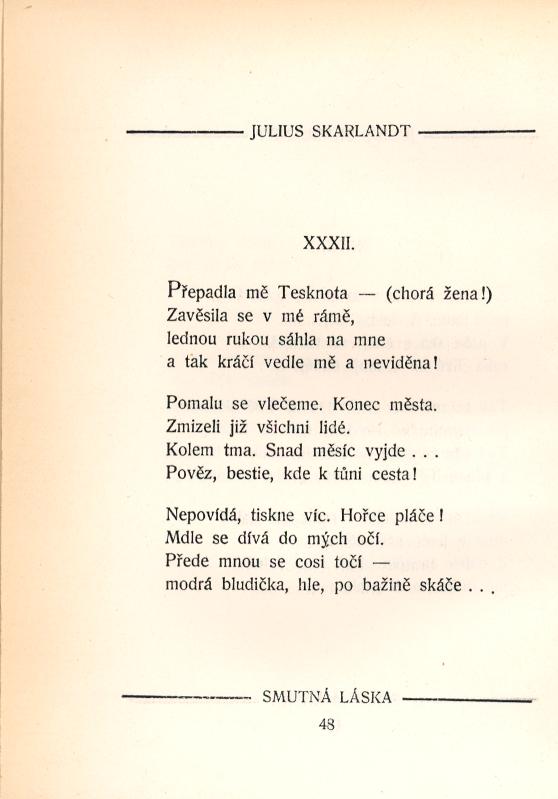 JULIUS SKARLANDT
XXXII.
Přepadla mě Tesknota — (chorá žena!)
Zavěsila se v mé rámě,
lednou rukou sáhla na mne
a tak kráčí vedle mě a neviděna!
Pomalu se vlečeme. Konec města.
Zmizeli již všichni lidé.
Kolem tma. Snad měsíc vyjde . . .
Pověz, bestie, kde k tůni cesta!
Nepovídá, tiskne víc. Hořce pláče!
Mdle se dívá do mých očí.
Přede mnou se cosi točí —
modrá bludička, hle, po bažině skáče . . .
SMUTNÁ LÁSKA
48